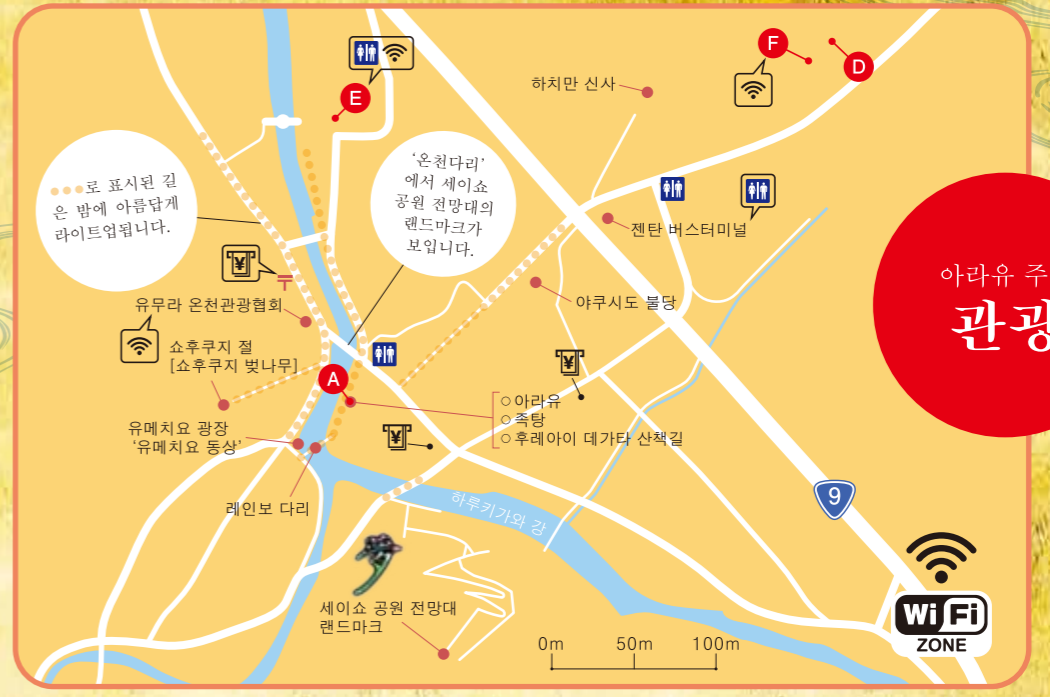 F
D
E
하치만 신사
●●●로 표시된 길
은 밤에 아름답게
라이트업됩니다.
‘온천다리’
에서 세이쇼
공원 전망대의
랜드마크가
보입니다.
젠탄 버스터미널
아라유 주
관광
¥
〒
유무라 온천관광협회
야쿠시도 불당
쇼후쿠지 절
[쇼후쿠지 벚나무]
¥
A
○아라유
○족탕
○후레아이 데가타 산책길
유메치요 광장
‘유메치요 동상’
¥
레인보 다리
하루키가와 강
9
세이쇼 공원 전망대
랜드마크
0m 50m 100m
Wi Fi
ZONE